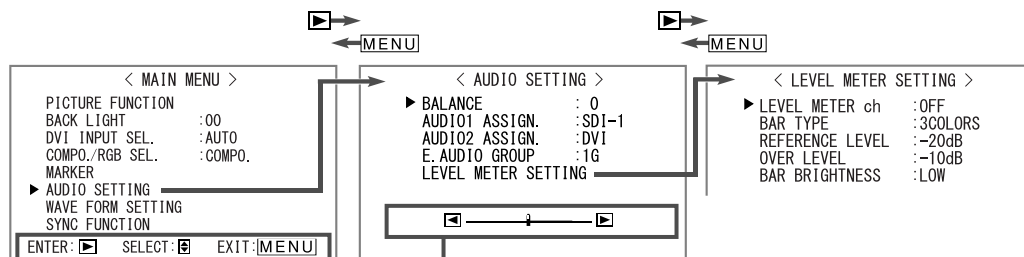 MENU
MENU
< MAIN MENU >
PICTURE FUNCTION
BACK LIGHT :00
DVI INPUT SEL. :AUTO
COMPO./RGB SEL. :COMPO.
MARKER
AUDIO SETTING
WAVE FORM SETTING
SYNC FUNCTION
ENTER: SELECT: EXIT:MENU
< AUDIO SETTING >
BALANCE : 0
AUDIO1 ASSIGN. :SDI-1
AUDIO2 ASSIGN. :DVI
E.AUDIO GROUP :1G
LEVEL METER SETTING
< LEVEL METER SETTING >
LEVEL METER ch :OFF
BAR TYPE :3COLORS
REFERENCE LEVEL :-20dB
OVER LEVEL :-10dB
BAR BRIGHTNESS :LOW